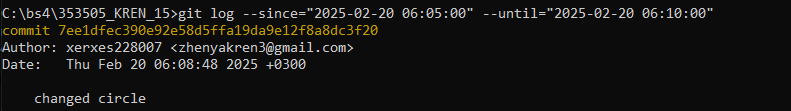 C:\bs4\353505_KREN_15>git log --since="2025-02-20 06:05:00" --until="2025-02-20 06:10:00"
commit 7ee1dfec390e92e58d5ffa19da9e12f8a8dc3f20
Author: xerxes228007 <zhenyakren3@gmail.com>
Date:   Thu Feb 20 06:08:48 2025 +0300
    changed circle